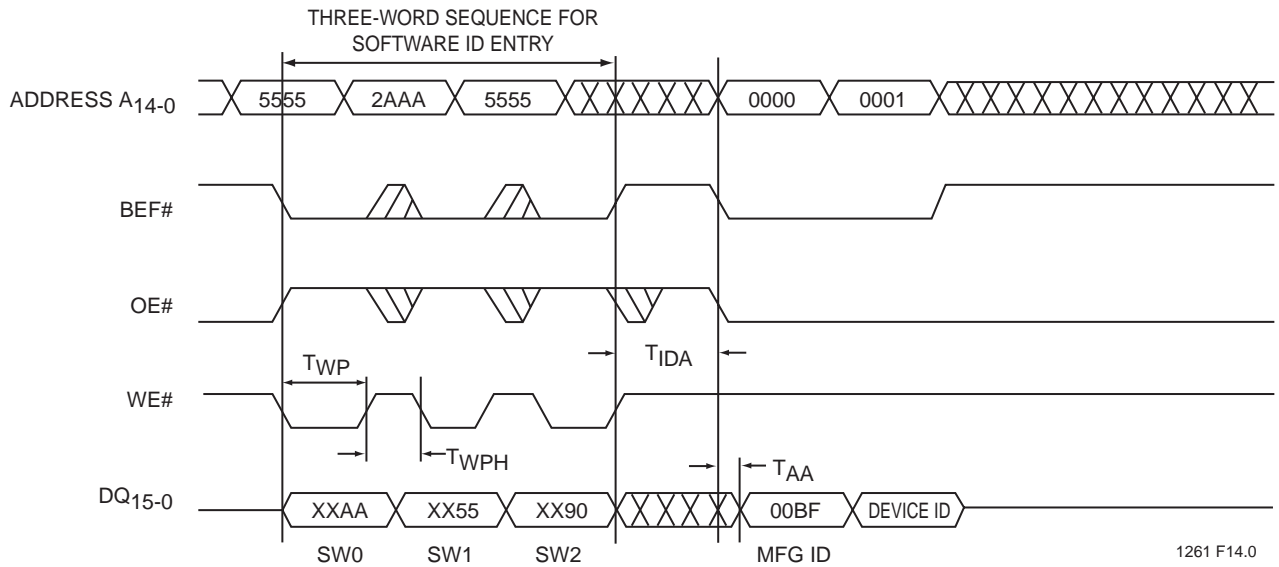 THREE-WORD SEQUENCE FOR
SOFTWARE ID ENTRY
ADDRESS A14-0 5555 2AAA 5555 0000 0001
BEF#
OE#
TWP TIDA
WE#
TWPH TAA
DQ15-0 XXAA XX55 XX90 00BF DEVICE ID
SW0 SW1 SW2 MFG ID 1261 F14.0